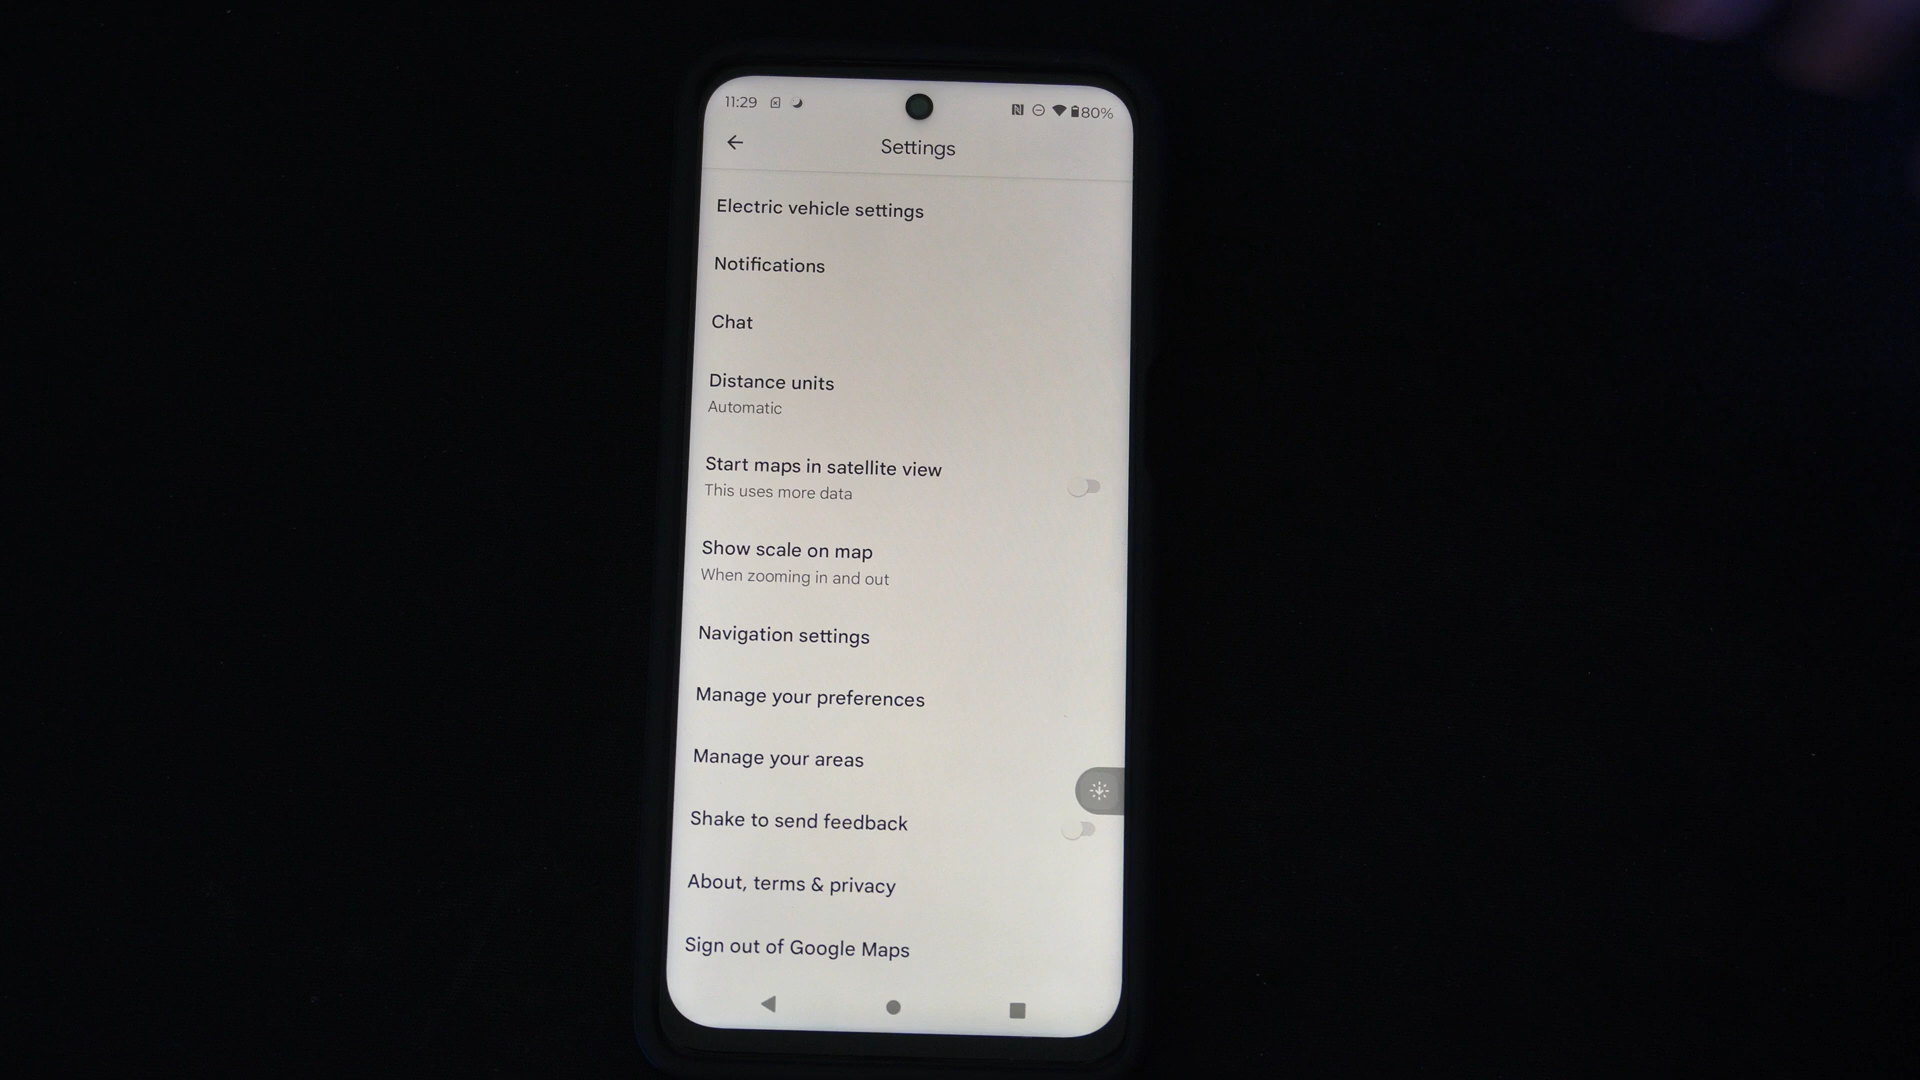 11:29 80%
Settings
Electric vehicle settings
Notifications
Chat
Distance units
Automatic
Start maps in satellite view
This uses more data
Show scale on map
When zooming in and out
Navigation settings
Manage your preferences
Manage your areas
Shake to send feedback
About, terms & privacy
Sign out of Google Maps